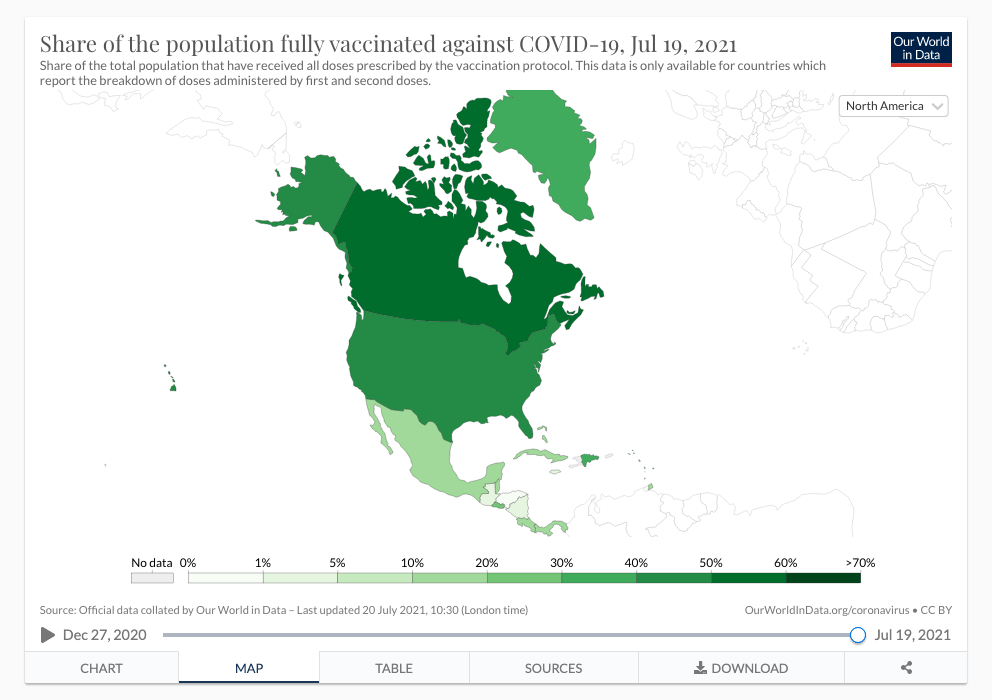 Share of the population fully vaccinated against COVID-19, Jul 19, 2021
Our World
in Data
Share of the total population that have received all doses prescribed by the vaccination protocol. This data is only available for countries which
report the breakdown of doses administered by first and second doses.
North America
No data 0% 1% 5% 10% 20% 30% 40% 50% 60% >70%
Source: Official data collated by Our World in Data – Last updated 20 July 2021, 10:30 (London time)
OurWorldInData.org/coronavirus • CC BY
Dec 27, 2020
Jul 19, 2021
CHART MAP TABLE SOURCES DOWNLOAD